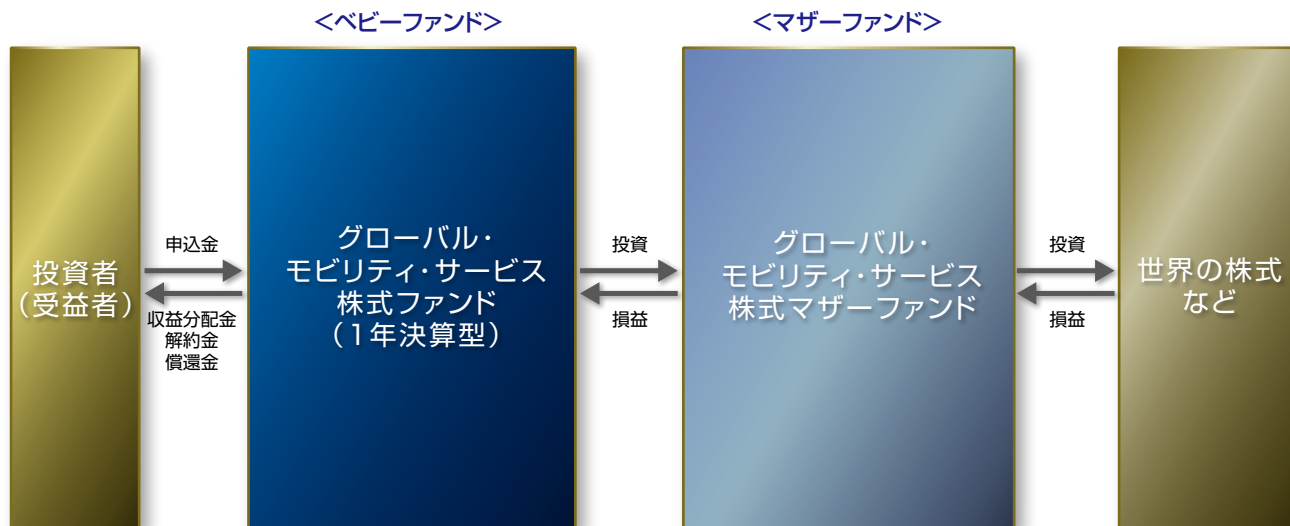 <ベビーファンド>
<マザーファンド>
投資者
(受益者)
申込金
収益分配金
解約金
償還金
グローバル・
モビリティ・サービス
株式ファンド
(1年決算型)
投資
損益
グローバル・
モビリティ・サービス
株式マザーファンド
投資
損益
世界の株式
など